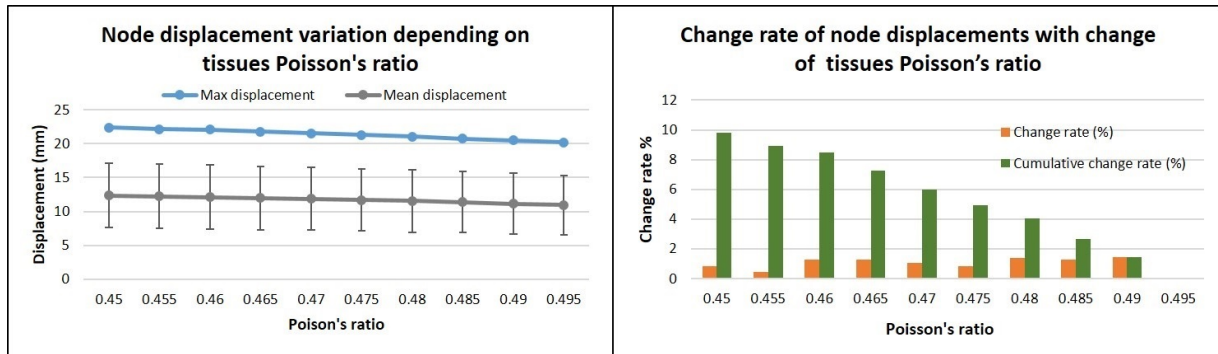 Node displacement variation depending on
tissues Poisson's ratio
Max displacement
Mean displacement
25
20
15
10
5
0
Displacement (mm)
0.45 0.455 0.46 0.465 0.47 0.475 0.48 0.485 0.49 0.495
Poison's ratio
Change rate of node displacements with change
of tissues Poisson’s ratio
12
10
8
6
4
2
0
Change rate %
Change rate (%)
Cumulative change rate (%)
0.45 0.455 0.46 0.465 0.47 0.475 0.48 0.485 0.49 0.495
Poisson's ratio